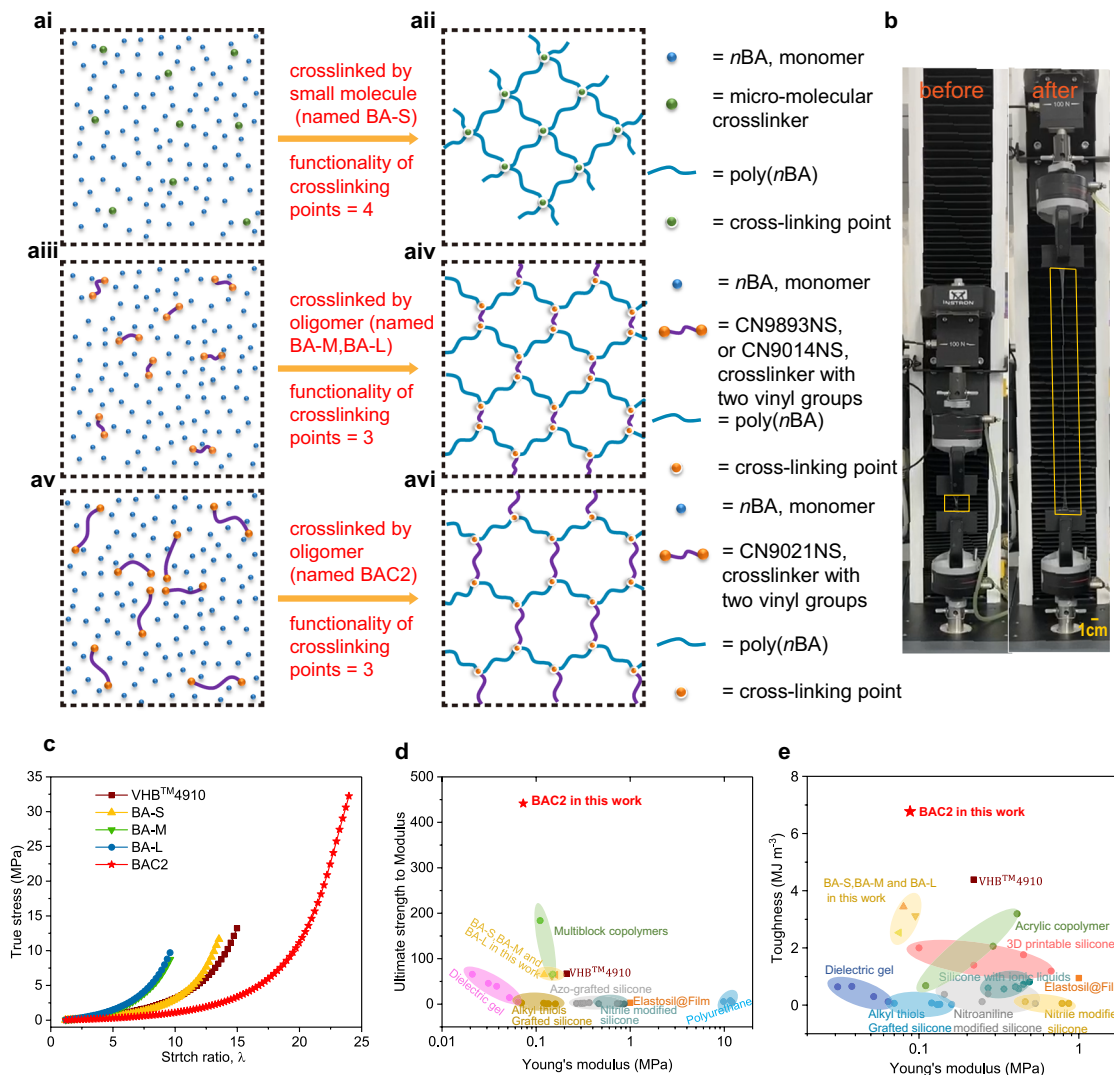 ai
aii
b
crosslinked by
small molecule
(named BA-S)
functionality of
crosslinking
points = 4
= nBA, monomer
= micro-molecular
crosslinker
= poly(nBA)
= cross-linking point
before
after
100 N
INSTRON
100 N
1cm
aiii
aiv
crosslinked by
oligomer (named
BA-M,BA-L)
functionality of
crosslinking
points = 3
= nBA, monomer
= CN9893NS,
or CN9014NS,
crosslinker with
two vinyl groups
= poly(nBA)
= cross-linking point
av
avi
crosslinked by
oligomer
(named BAC2)
functionality of
crosslinking
points = 3
= nBA, monomer
= CN9021NS,
crosslinker with
two vinyl groups
= poly(nBA)
= cross-linking point
c
True stress (MPa)
35
30
25
20
15
10
5
0
VHB™4910
BA-S
BA-M
BA-L
BAC2
0 5 10 15 20 25
Strtch ratio, λ
d
Ultimate strength to Modulus
500
450
400
350
300
250
200
150
100
50
0
BAC2 in this work
Multiblock copolymers
BA-S,BA-M and
BA-L in this work
VHB™4910
Dielectric gel
Azo-grafted silicone
Elastosil@Film
Alkyl thiols
Grafted silicone
Nitrile modified
silicone
Polyurethane
0.01 0.1 1 10
Young's modulus (MPa)
e
Toughness (MJ m⁻³)
8
6
4
2
0
BAC2 in this work
VHB™4910
BA-S,BA-M and BA-L
in this work
Acrylic copolymer
3D printable silicone
Silicone with ionic liquids
Dielectric gel
Elastosil@Fil
Alkyl thiols
Grafted silicone
Nitroaniline
modified silicone
Nitrile modifie
silicone
0.1 1
Young's modulus (MPa)